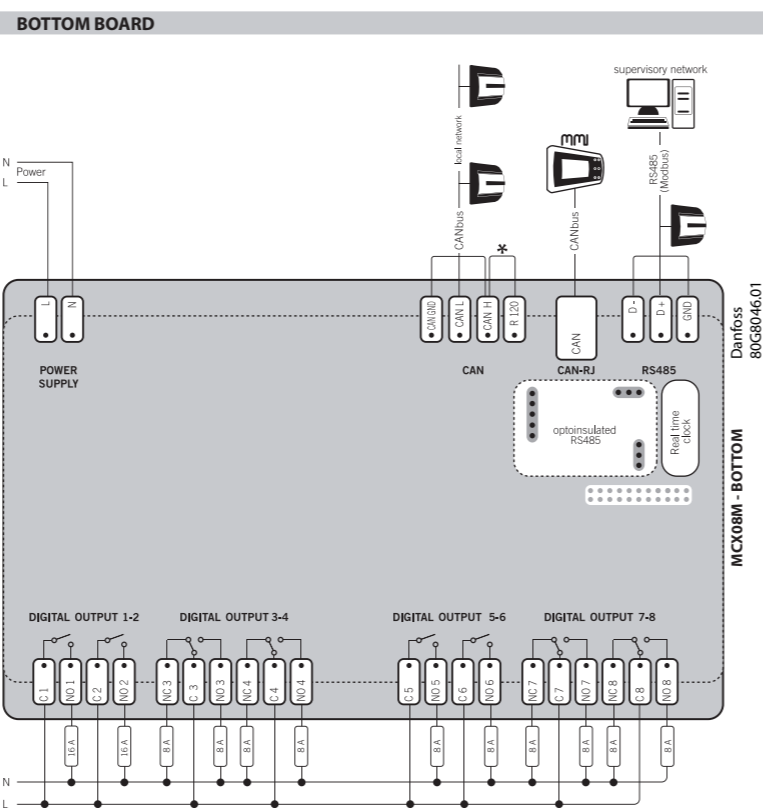 BOTTOM BOARD
supervisory network
local network
MMI
RS485
(Modbus)
N
Power
L
CANbus
*
CANbus
L
N
CAN GND
CAN L
CAN H
R 120
CAN
D -
D +
GND
Danfoss
80G8046.01
POWER
SUPPLY
CAN
CAN-RJ
RS485
optoinsulated
RS485
Real time
clock
MCX08M - BOTTOM
DIGITAL OUTPUT 1-2
DIGITAL OUTPUT 3-4
DIGITAL OUTPUT 5-6
DIGITAL OUTPUT 7-8
C 1
NO 1
C 2
NO 2
NC 3
C 3
NO 3
NC 4
C 4
NO 4
C 5
NO 5
C 6
NO 6
NC 7
C 7
NO 7
NC 8
C 8
NO 8
16 A
16 A
8 A
8 A
8 A
8 A
8 A
8 A
8 A
8 A
8 A
8 A
N
L